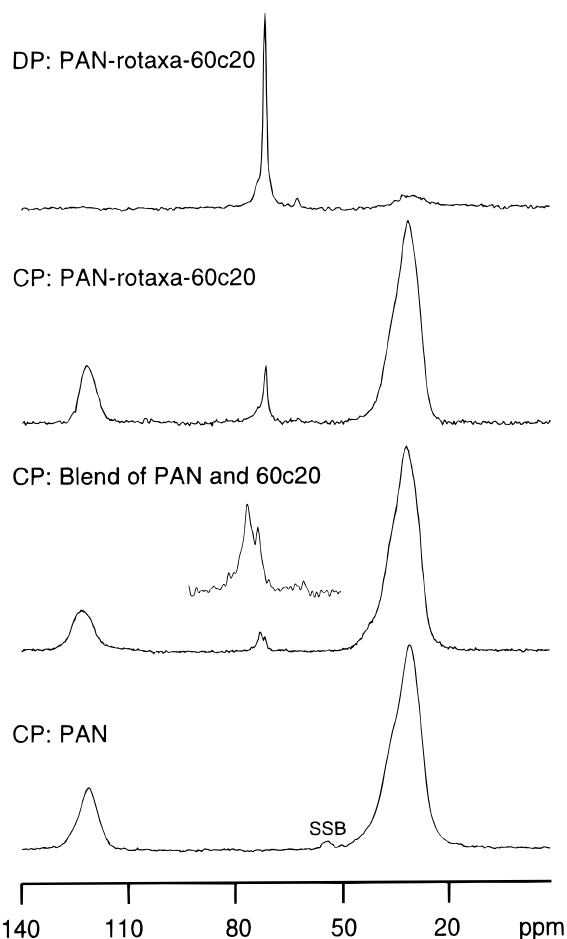 DP: PAN-rotaxa-60c20
CP: PAN-rotaxa-60c20
CP: Blend of PAN and 60c20
CP: PAN
SSB
140 110 80 50 20 ppm